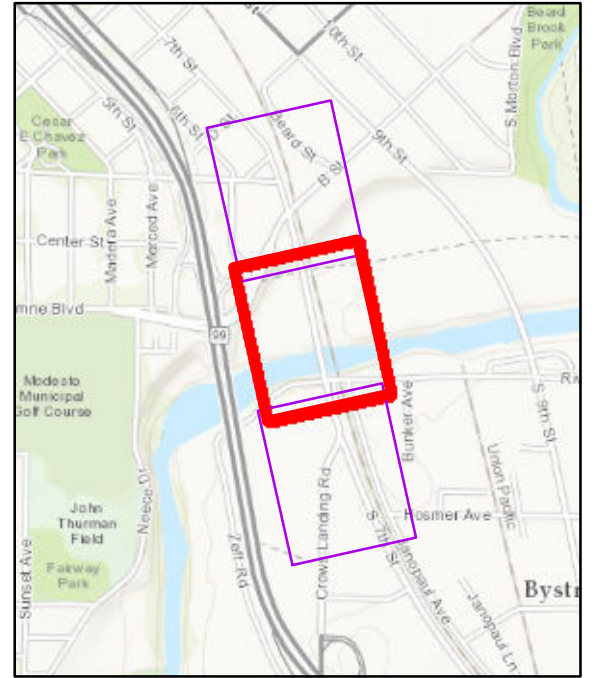 Beard
Brook
Park
10th St
7th St
S Morton Blvd
5th St
6th St
Beard St
9th St
Cesar
E Chavez
Park
B St
Madera Ave
Merced Ave
Center St
mne Blvd
99
Modesto
Municipal
Golf Course
Bunker Ave
S 9th St
Union Pacific
Neece Dr
John
Thurman
Field
Crows Landing Rd
Hosmer Ave
S 7th St
Zeff Rd
Sunset Ave
Fairway
Park
Janopaul Ave
Janopaul Ln
Bystr